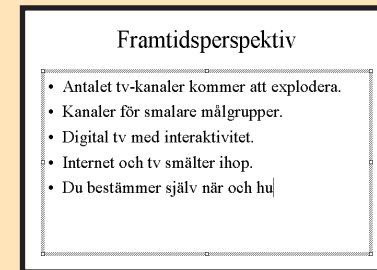 Framtidsperspektiv
• Antalet tv-kanaler kommer att explodera.
• Kanaler för smalare målgrupper.
• Digital tv med interaktivitet.
• Internet och tv smälter ihop.
• Du bestämmer själv när och hu